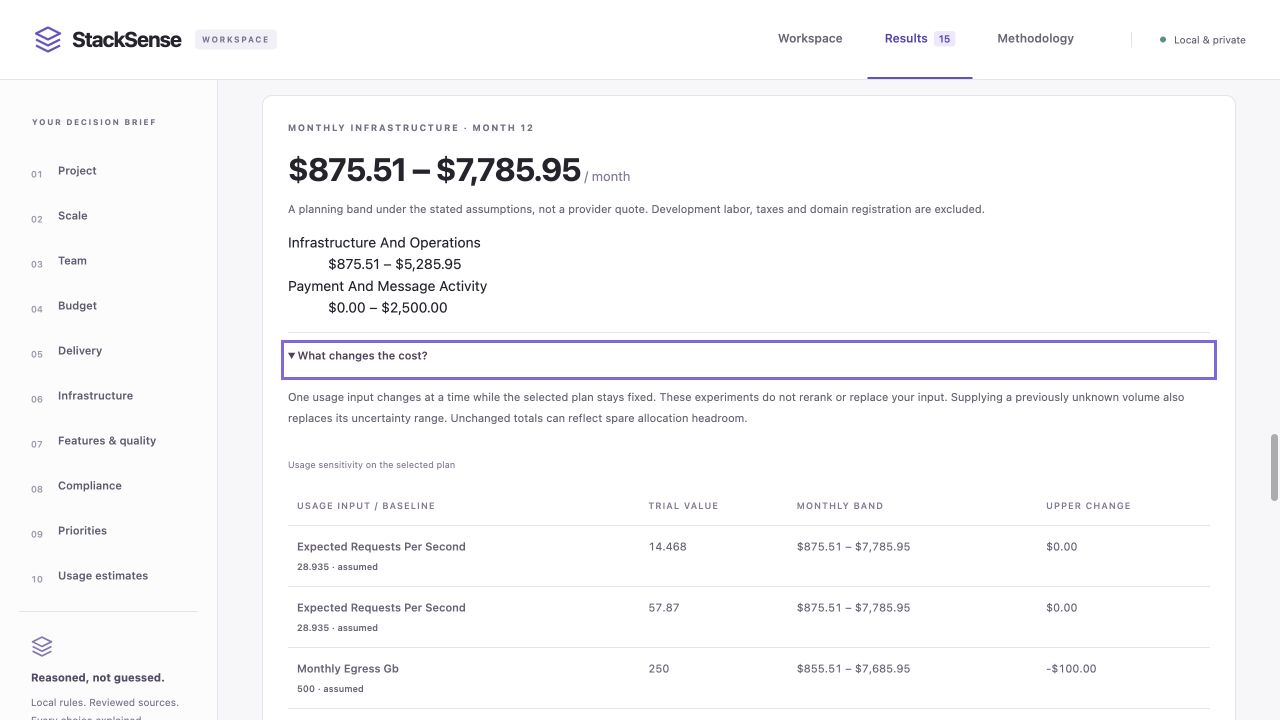 StackSense WORKSPACE
Workspace
Results 15
Methodology
Local & private
YOUR DECISION BRIEF
01 Project
02 Scale
03 Team
04 Budget
05 Delivery
06 Infrastructure
07 Features & quality
08 Compliance
09 Priorities
10 Usage estimates
Reasoned, not guessed.
Local rules. Reviewed sources.
Every choice explained.
MONTHLY INFRASTRUCTURE · MONTH 12
$875.51 – $7,785.95 / month
A planning band under the stated assumptions, not a provider quote. Development labor, taxes and domain registration are excluded.
Infrastructure And Operations
$875.51 – $5,285.95
Payment And Message Activity
$0.00 – $2,500.00
▼ What changes the cost?
One usage input changes at a time while the selected plan stays fixed. These experiments do not rerank or replace your input. Supplying a previously unknown volume also
replaces its uncertainty range. Unchanged totals can reflect spare allocation headroom.
Usage sensitivity on the selected plan
USAGE INPUT / BASELINE TRIAL VALUE MONTHLY BAND UPPER CHANGE
Expected Requests Per Second 14.468 $875.51 – $7,785.95 $0.00
28.935 · assumed
Expected Requests Per Second 57.87 $875.51 – $7,785.95 $0.00
28.935 · assumed
Monthly Egress Gb 250 $855.51 – $7,685.95 -$100.00
500 · assumed